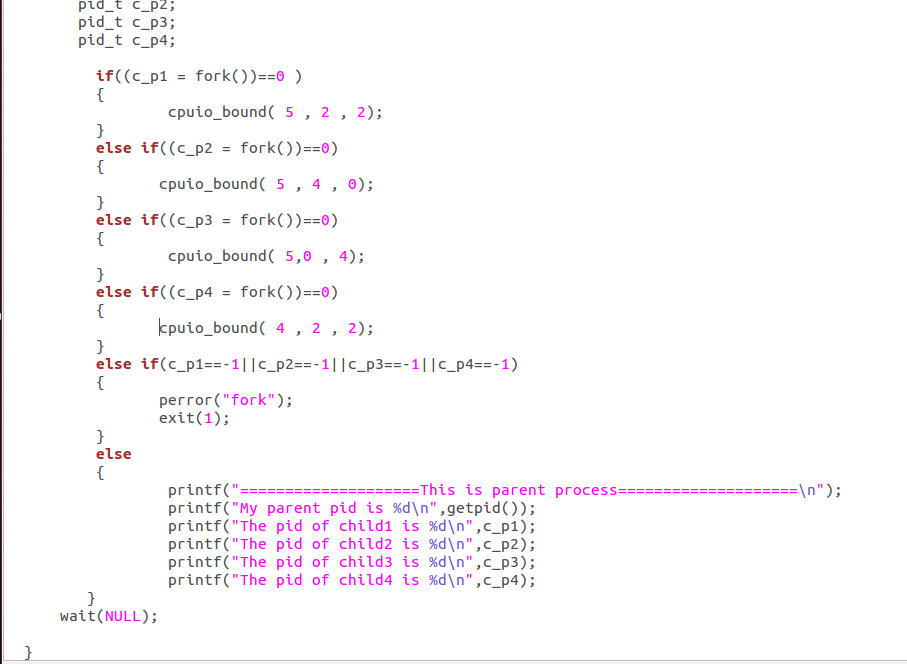 pid_t c_p2;
pid_t c_p3;
pid_t c_p4;
if((c_p1 = fork())==0 )
{
cpuio_bound( 5 , 2 , 2);
}
else if((c_p2 = fork())==0)
{
cpuio_bound( 5 , 4 , 0);
}
else if((c_p3 = fork())==0)
{
cpuio_bound( 5,0 , 4);
}
else if((c_p4 = fork())==0)
{
cpuio_bound( 4 , 2 , 2);
}
else if(c_p1==-1||c_p2==-1||c_p3==-1||c_p4==-1)
{
perror("fork");
exit(1);
}
else
{
printf("====================This is parent process====================\n");
printf("My parent pid is %d\n",getpid());
printf("The pid of child1 is %d\n",c_p1);
printf("The pid of child2 is %d\n",c_p2);
printf("The pid of child3 is %d\n",c_p3);
printf("The pid of child4 is %d\n",c_p4);
}
wait(NULL);
}